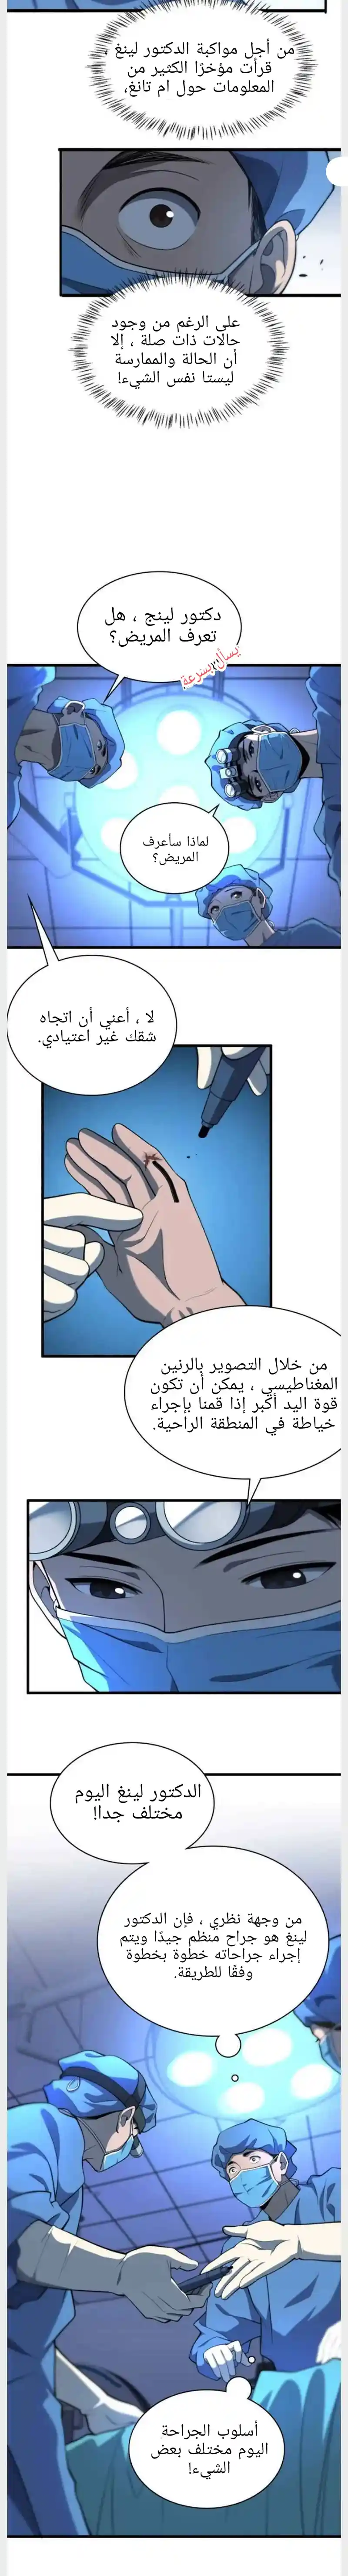 من أجل مواكبة الدكتور لينغ ،
قرأت مؤخرًا الكثير من
المعلومات حول ام تانغ،
على الرغم من وجود
حالات ذات صلة ، إلا
أن الحالة والممارسة
ليستا نفس الشيء!
دكتور لينج ، هل
تعرف المريض؟
يسأل بسرعة
لماذا سأعرف
المريض؟
لا ، أعني أن اتجاه
شقك غير اعتيادي.
من خلال التصوير بالرنين
المغناطيسي ، يمكن أن تكون
قوة اليد أكبر إذا قمنا بإجراء
خياطة في المنطقة الراحية.
الدكتور لينغ اليوم
مختلف جدا!
من وجهة نظري ، فإن الدكتور
لينغ هو جراح منظم جيدًا ويتم
إجراء جراحاته خطوة بخطوة
وفقًا للطريقة.
أسلوب الجراحة
اليوم مختلف بعض
الشيء!